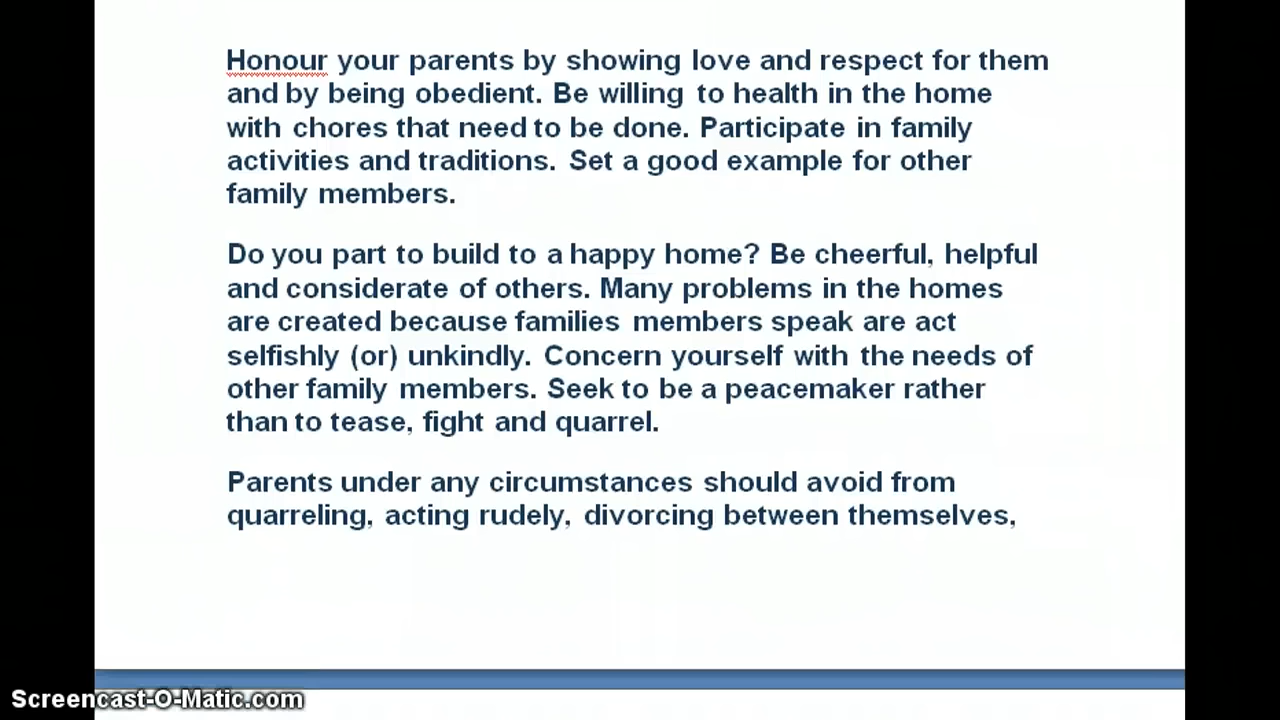 Honour your parents by showing love and respect for them
and by being obedient. Be willing to health in the home
with chores that need to be done. Participate in family
activities and traditions. Set a good example for other
family members.
Do you part to build to a happy home? Be cheerful, helpful
and considerate of others. Many problems in the homes
are created because families members speak are act
selfishly (or) unkindly. Concern yourself with the needs of
other family members. Seek to be a peacemaker rather
than to tease, fight and quarrel.
Parents under any circumstances should avoid from
quarreling, acting rudely, divorcing between themselves,
Screencast-O-Matic.com